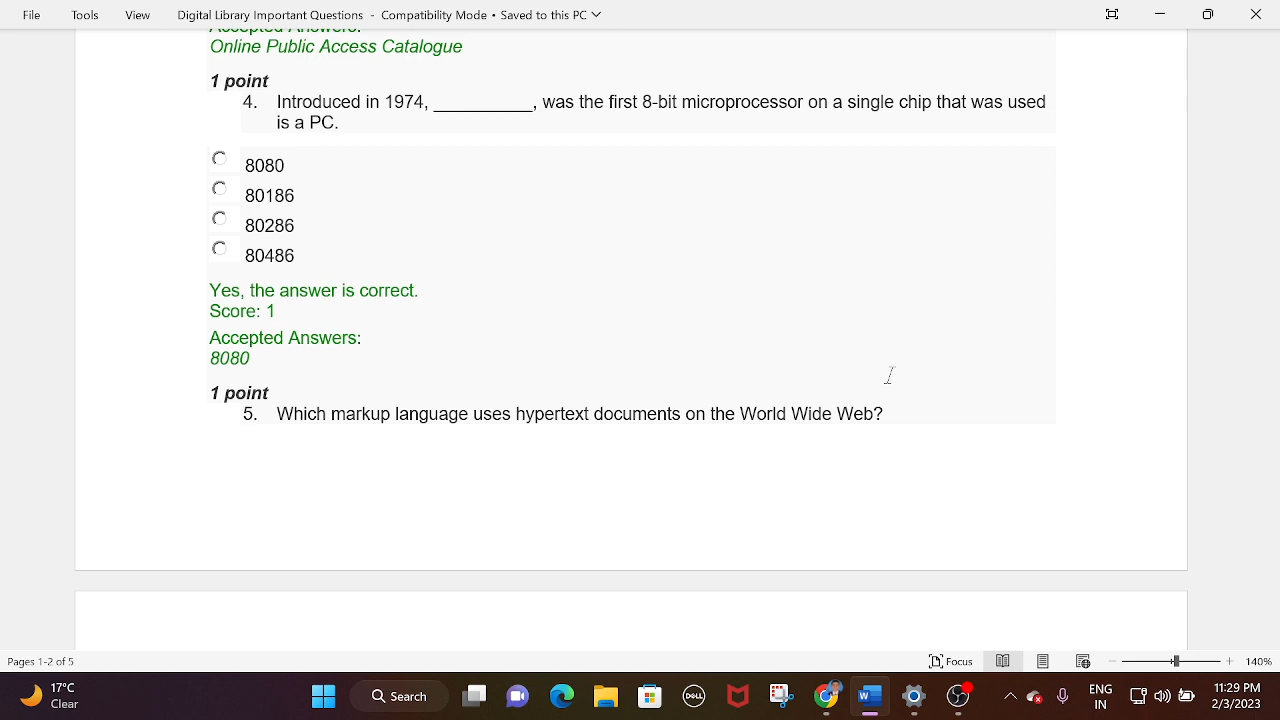 File Tools View Digital Library Important Questions - Compatibility Mode • Saved to this PC
Accepted Answers:
Online Public Access Catalogue
1 point
4. Introduced in 1974, __________, was the first 8-bit microprocessor on a single chip that was used
is a PC.
8080
80186
80286
80486
Yes, the answer is correct.
Score: 1
Accepted Answers:
8080
1 point
5. Which markup language uses hypertext documents on the World Wide Web?
Pages 1-2 of 5 Focus 140%
17°C
Clear
Search
DELL
W
ENG
IN
11:29 PM
2/3/2023